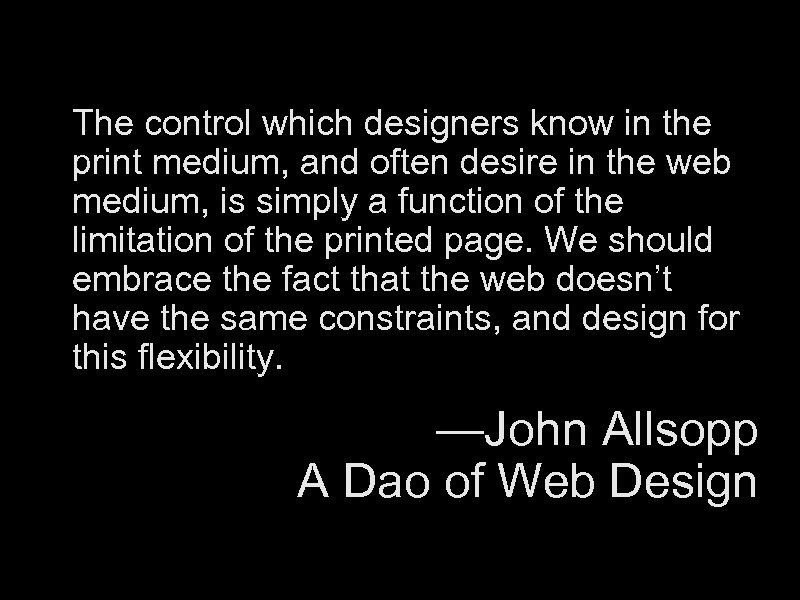 The control which designers know in the
print medium, and often desire in the web
medium, is simply a function of the
limitation of the printed page. We should
embrace the fact that the web doesn’t
have the same constraints, and design for
this flexibility.
—John Allsopp
A Dao of Web Design